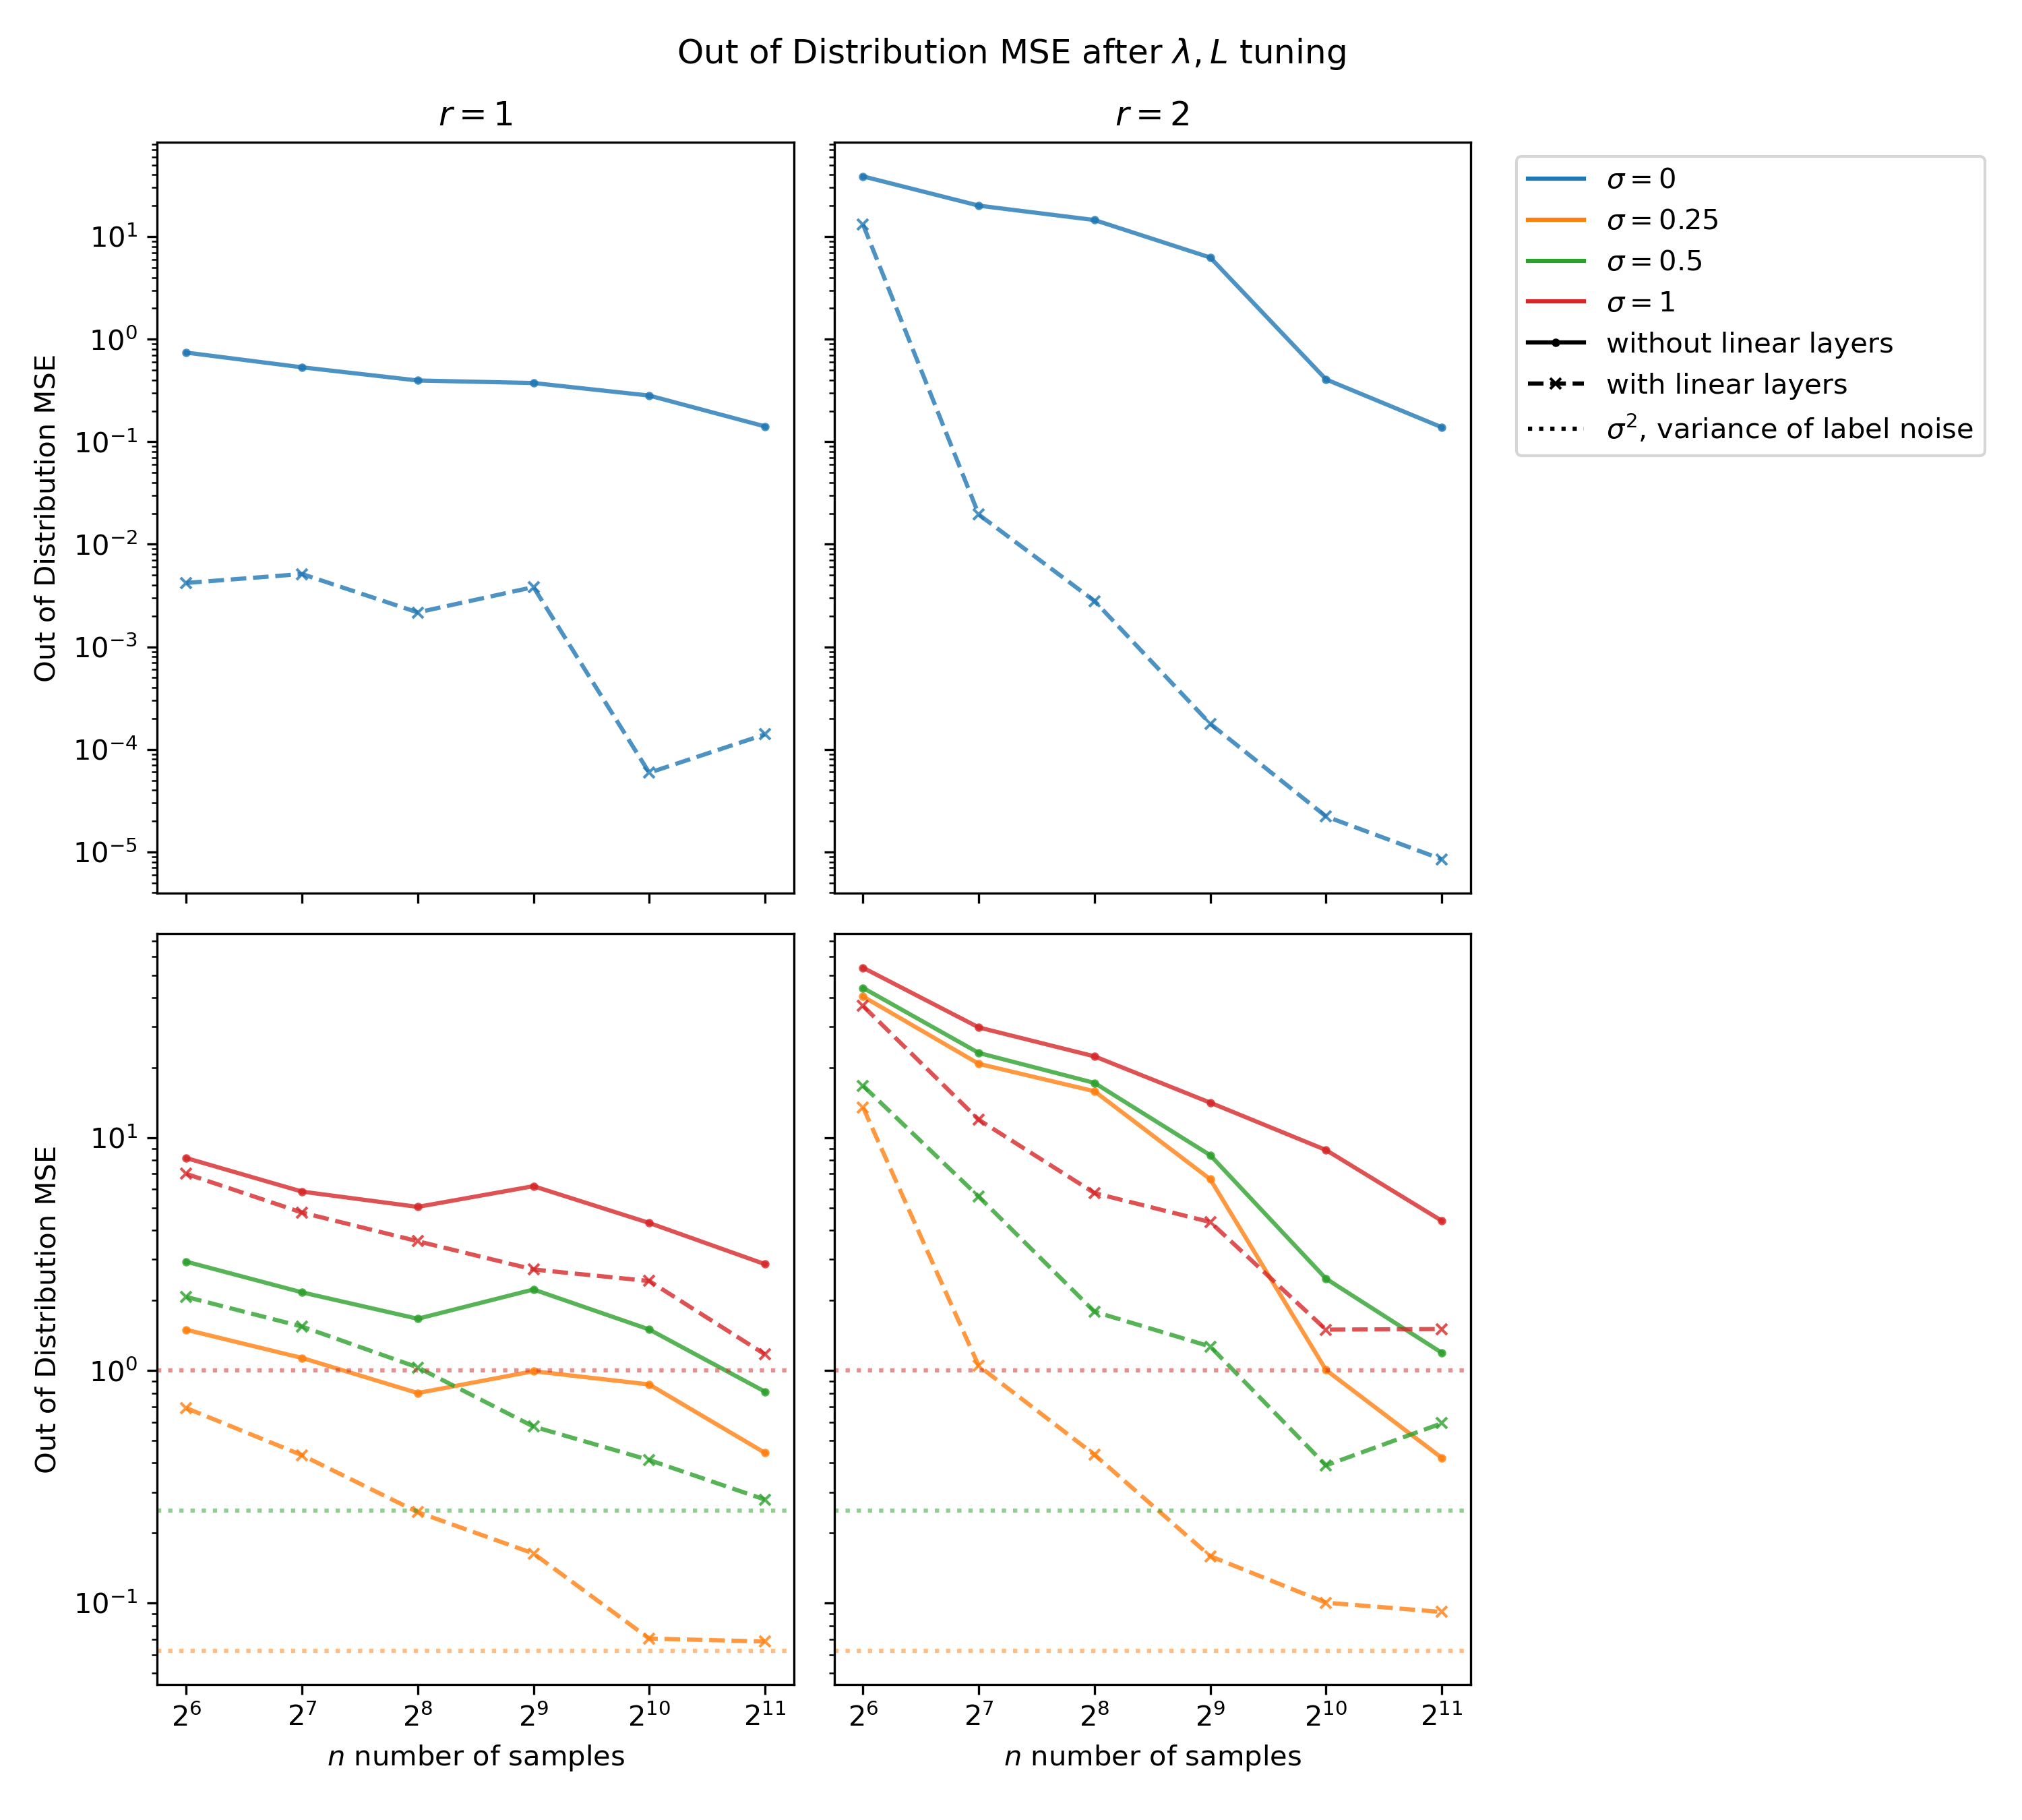 Out of Distribution MSE after λ, L tuning
r = 1
r = 2
Out of Distribution MSE
10¹
10⁰
10⁻¹
10⁻²
10⁻³
10⁻⁴
10⁻⁵
σ = 0
σ = 0.25
σ = 0.5
σ = 1
without linear layers
with linear layers
σ², variance of label noise
Out of Distribution MSE
10¹
10⁰
10⁻¹
2⁶ 2⁷ 2⁸ 2⁹ 2¹⁰ 2¹¹
n number of samples
2⁶ 2⁷ 2⁸ 2⁹ 2¹⁰ 2¹¹
n number of samples